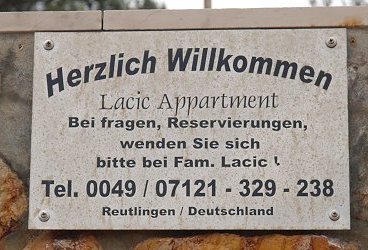 Herzlich Willkommen
Lacic Appartment
Bei fragen, Reservierungen,
wenden Sie sich
bitte bei Fam. Lacic
Tel. 0049 / 07121 - 329 - 238
Reutlingen / Deutschland